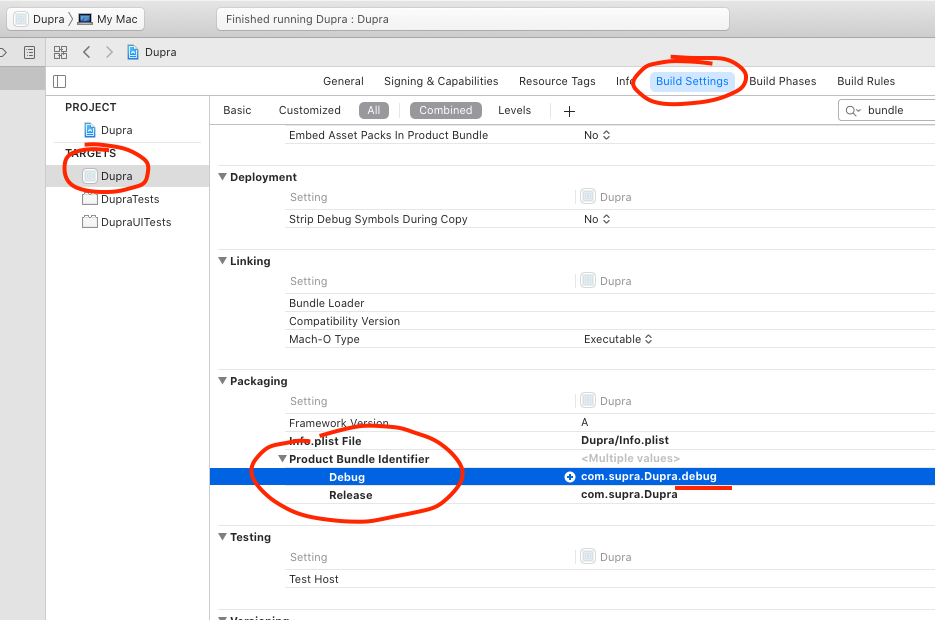 Dupra My Mac
Finished running Dupra : Dupra
Dupra
General Signing & Capabilities Resource Tags Info Build Settings Build Phases Build Rules
PROJECT
Dupra
TARGETS
Dupra
DupraTests
DupraUITests
Basic Customized All Combined Levels + bundle
Embed Asset Packs In Product Bundle No
Deployment
Setting Dupra
Strip Debug Symbols During Copy No
Linking
Setting Dupra
Bundle Loader
Compatibility Version
Mach-O Type Executable
Packaging
Setting Dupra
Framework Version A
Info.plist File Dupra/Info.plist
Product Bundle Identifier <Multiple values>
Debug com.supra.Dupra.debug
Release com.supra.Dupra
Testing
Setting Dupra
Test Host
Versioning